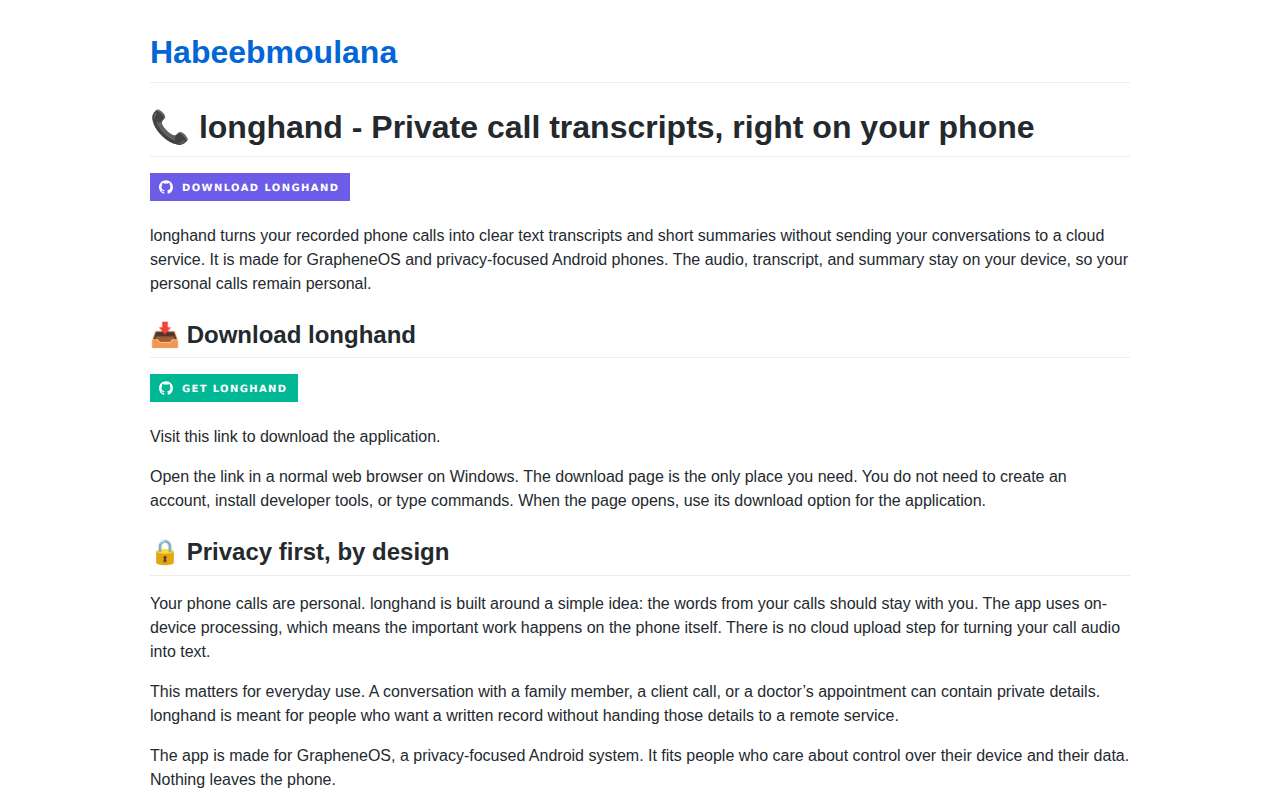 Habeebmoulana
📞 longhand - Private call transcripts, right on your phone
DOWNLOAD LONGHAND
longhand turns your recorded phone calls into clear text transcripts and short summaries without sending your conversations to a cloud
service. It is made for GrapheneOS and privacy-focused Android phones. The audio, transcript, and summary stay on your device, so your
personal calls remain personal.
📥 Download longhand
GET LONGHAND
Visit this link to download the application.
Open the link in a normal web browser on Windows. The download page is the only place you need. You do not need to create an
account, install developer tools, or type commands. When the page opens, use its download option for the application.
🔒 Privacy first, by design
Your phone calls are personal. longhand is built around a simple idea: the words from your calls should stay with you. The app uses on-
device processing, which means the important work happens on the phone itself. There is no cloud upload step for turning your call audio
into text.
This matters for everyday use. A conversation with a family member, a client call, or a doctor’s appointment can contain private details.
longhand is meant for people who want a written record without handing those details to a remote service.
The app is made for GrapheneOS, a privacy-focused Android system. It fits people who care about control over their device and their data.
Nothing leaves the phone.